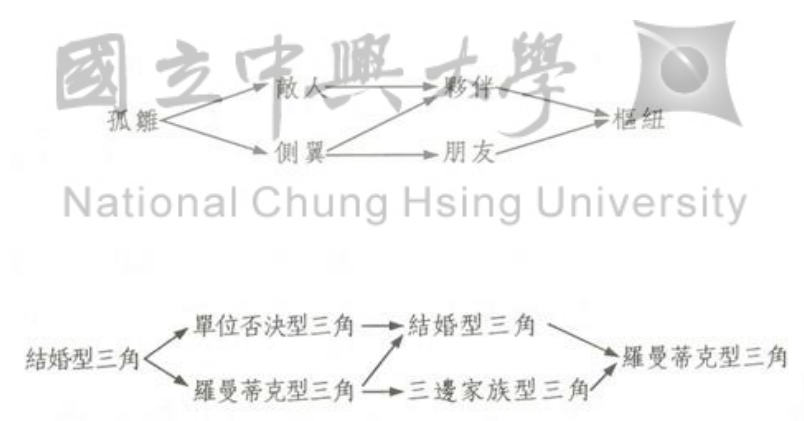 國立中興大學
敵人 夥伴
孤雛 樞紐
側翼 朋友
National Chung Hsing University
單位否決型三角 結婚型三角
結婚型三角 羅曼蒂克型三角
羅曼蒂克型三角 三邊家族型三角